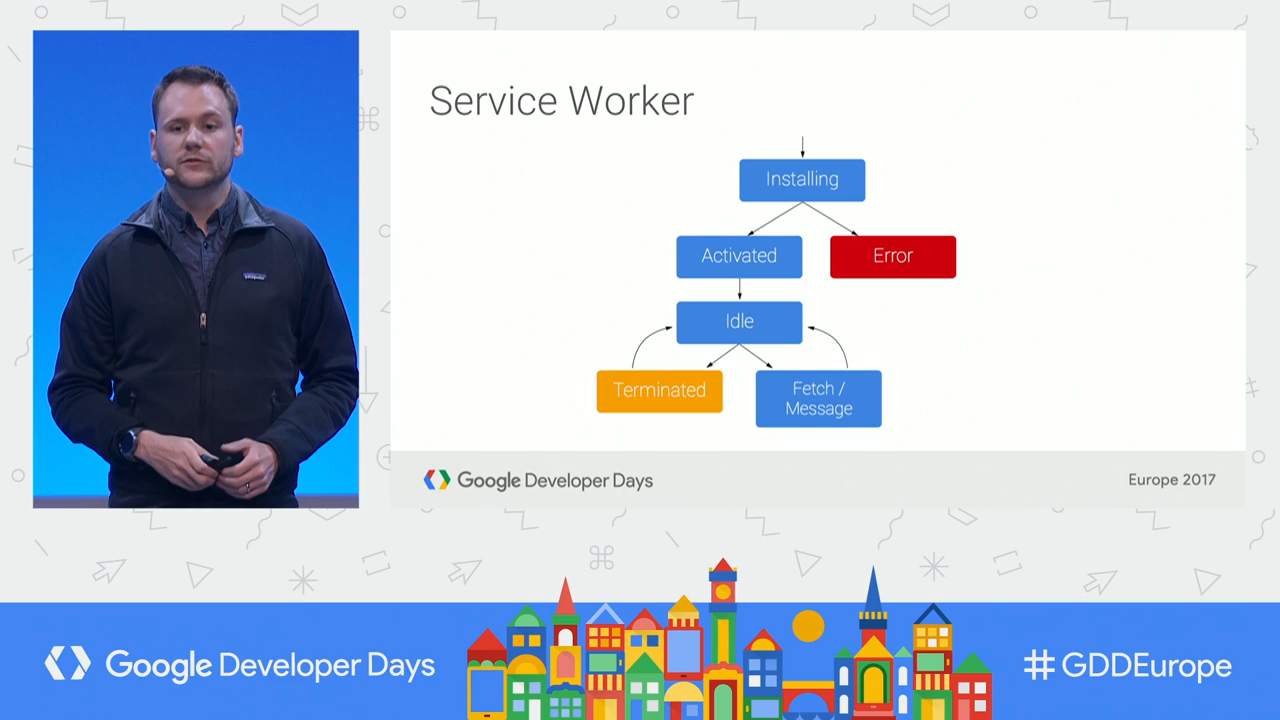 Service Worker
Installing
Activated
Error
Idle
Terminated
Fetch /
Message
Google Developer Days
Europe 2017
Google Developer Days
#GDDEurope